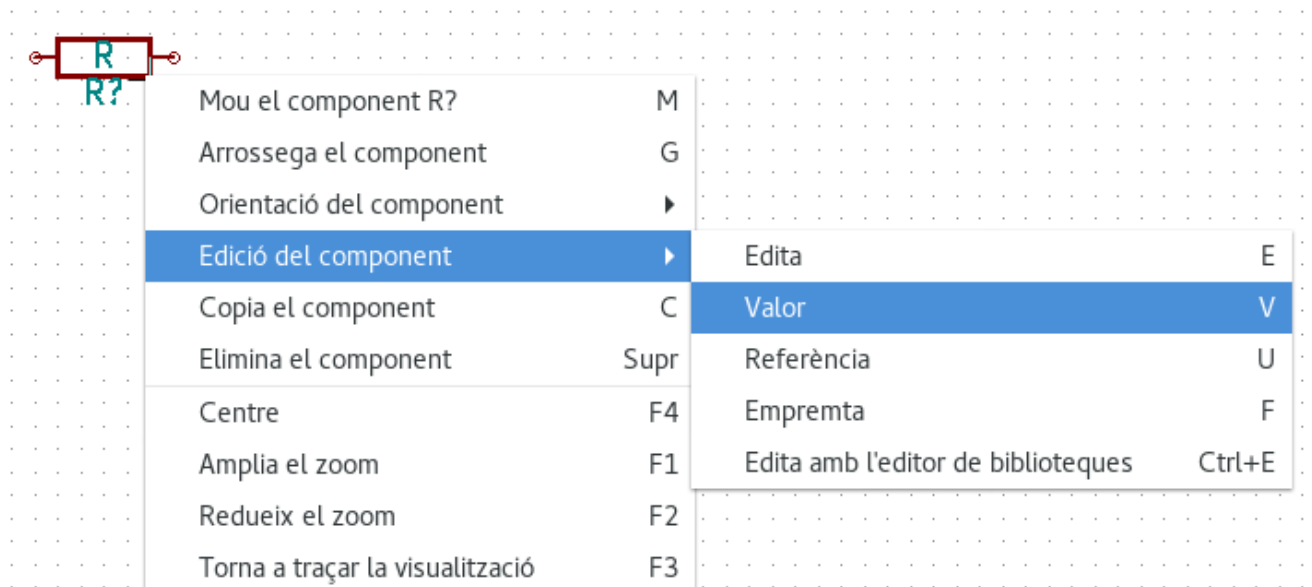 R
R?
Mou el component R? M
Arrossega el component G
Orientació del component
Edició del component
Copia el component C
Elimina el component Supr
Centre F4
Amplia el zoom F1
Redueix el zoom F2
Torna a traçar la visualització F3
Edita E
Valor V
Referència U
Empremta F
Edita amb l'editor de biblioteques Ctrl+E